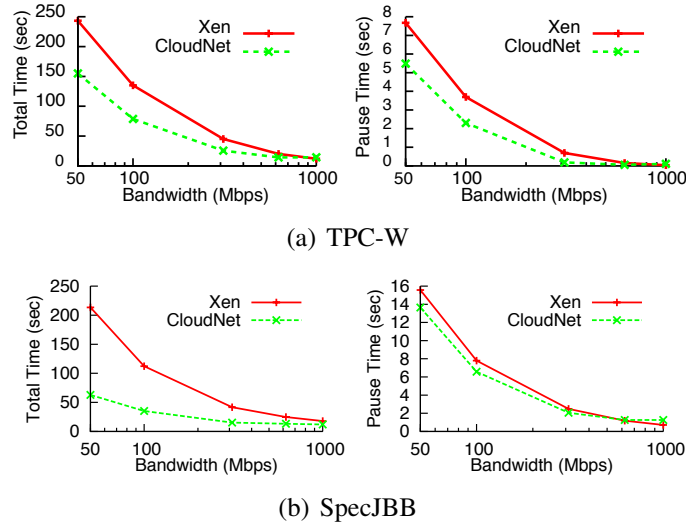 250
200
150
100
50
0
Total Time (sec)
Xen
CloudNet
50 100 1000
Bandwidth (Mbps)
8
7
6
5
4
3
2
1
0
Pause Time (sec)
Xen
CloudNet
50 100 1000
Bandwidth (Mbps)
(a) TPC-W
250
200
150
100
50
0
Total Time (sec)
Xen
CloudNet
50 100 1000
Bandwidth (Mbps)
16
14
12
10
8
6
4
2
0
Pause Time (sec)
Xen
CloudNet
50 100 1000
Bandwidth (Mbps)
(b) SpecJBB